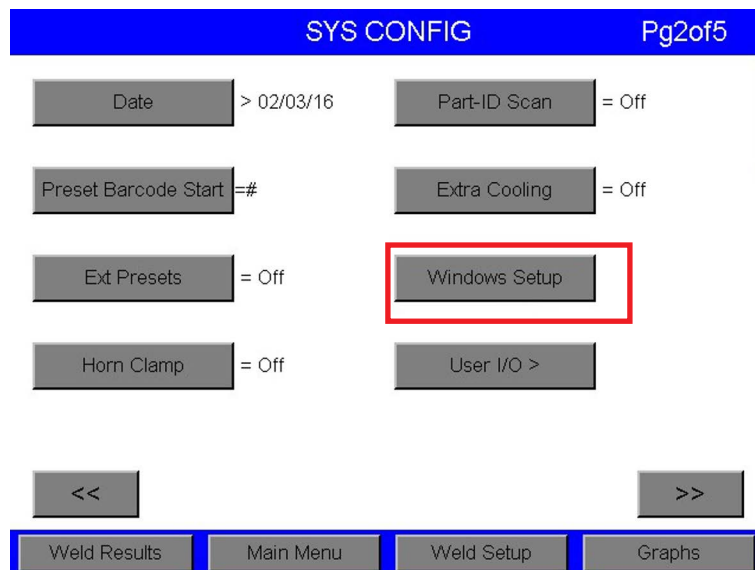 SYS CONFIG Pg2of5
Date > 02/03/16 Part-ID Scan = Off
Preset Barcode Start =# Extra Cooling = Off
Ext Presets = Off Windows Setup
Horn Clamp = Off User I/O >
<< >>
Weld Results Main Menu Weld Setup Graphs